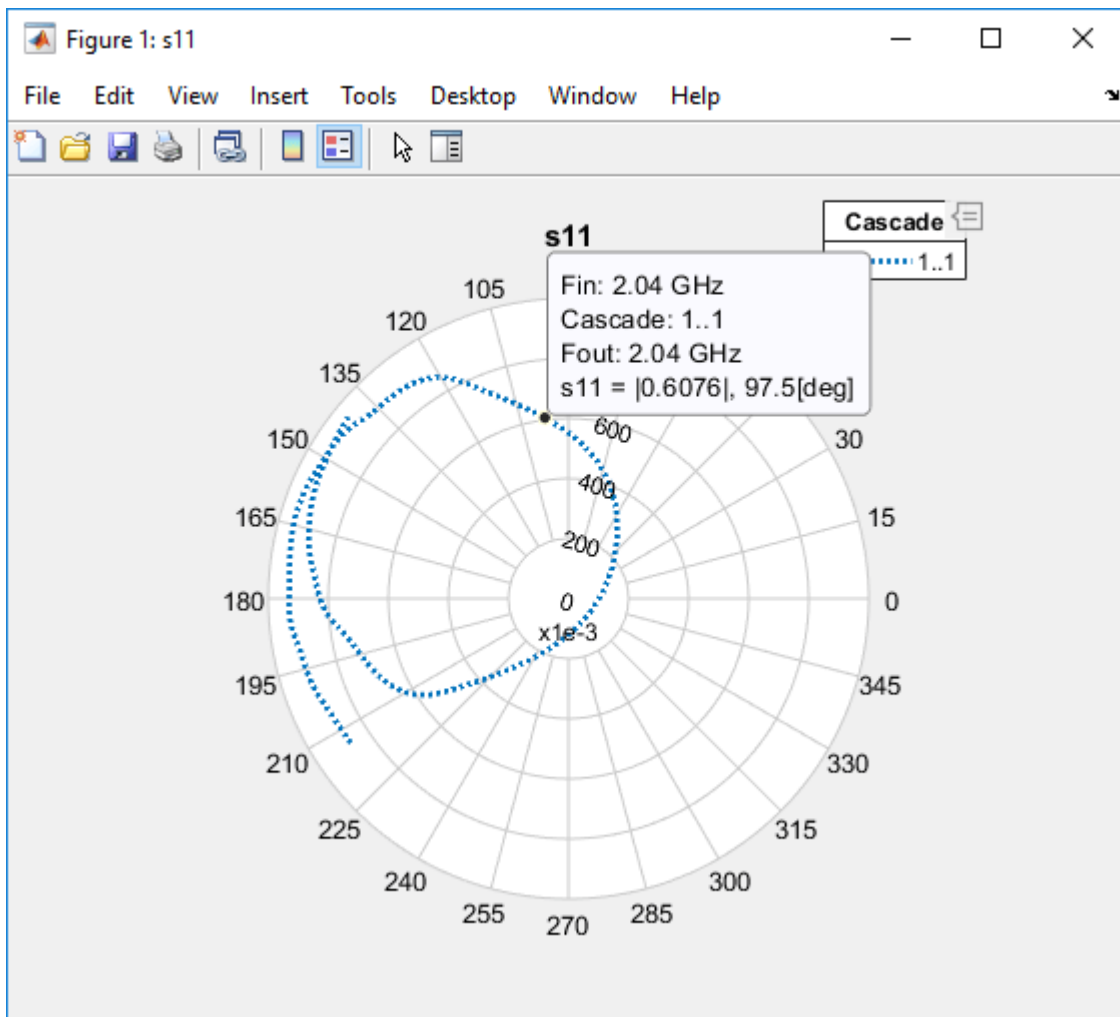 Figure 1: s11
File Edit View Insert Tools Desktop Window Help
s11
Cascade
1..1
Fin: 2.04 GHz
Cascade: 1..1
Fout: 2.04 GHz
s11 = |0.6076|, 97.5[deg]
105
120
135
150
165
180
195
210
225
240
255
270
285
300
315
330
345
0
15
30
600
400
200
0
x1e-3